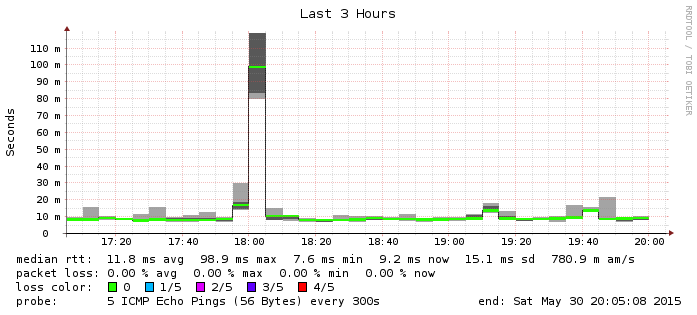 Last 3 Hours
RRDTOOL / TOBI OETIKER
Seconds
110 m
100 m
90 m
80 m
70 m
60 m
50 m
40 m
30 m
20 m
10 m
0
17:20 17:40 18:00 18:20 18:40 19:00 19:20 19:40 20:00
median rtt: 11.8 ms avg 98.9 ms max 7.6 ms min 9.2 ms now 15.1 ms sd 780.9 m am/s
packet loss: 0.00 % avg 0.00 % max 0.00 % min 0.00 % now
loss color: 0 1/5 2/5 3/5 4/5
probe: 5 ICMP Echo Pings (56 Bytes) every 300s end: Sat May 30 20:05:08 2015